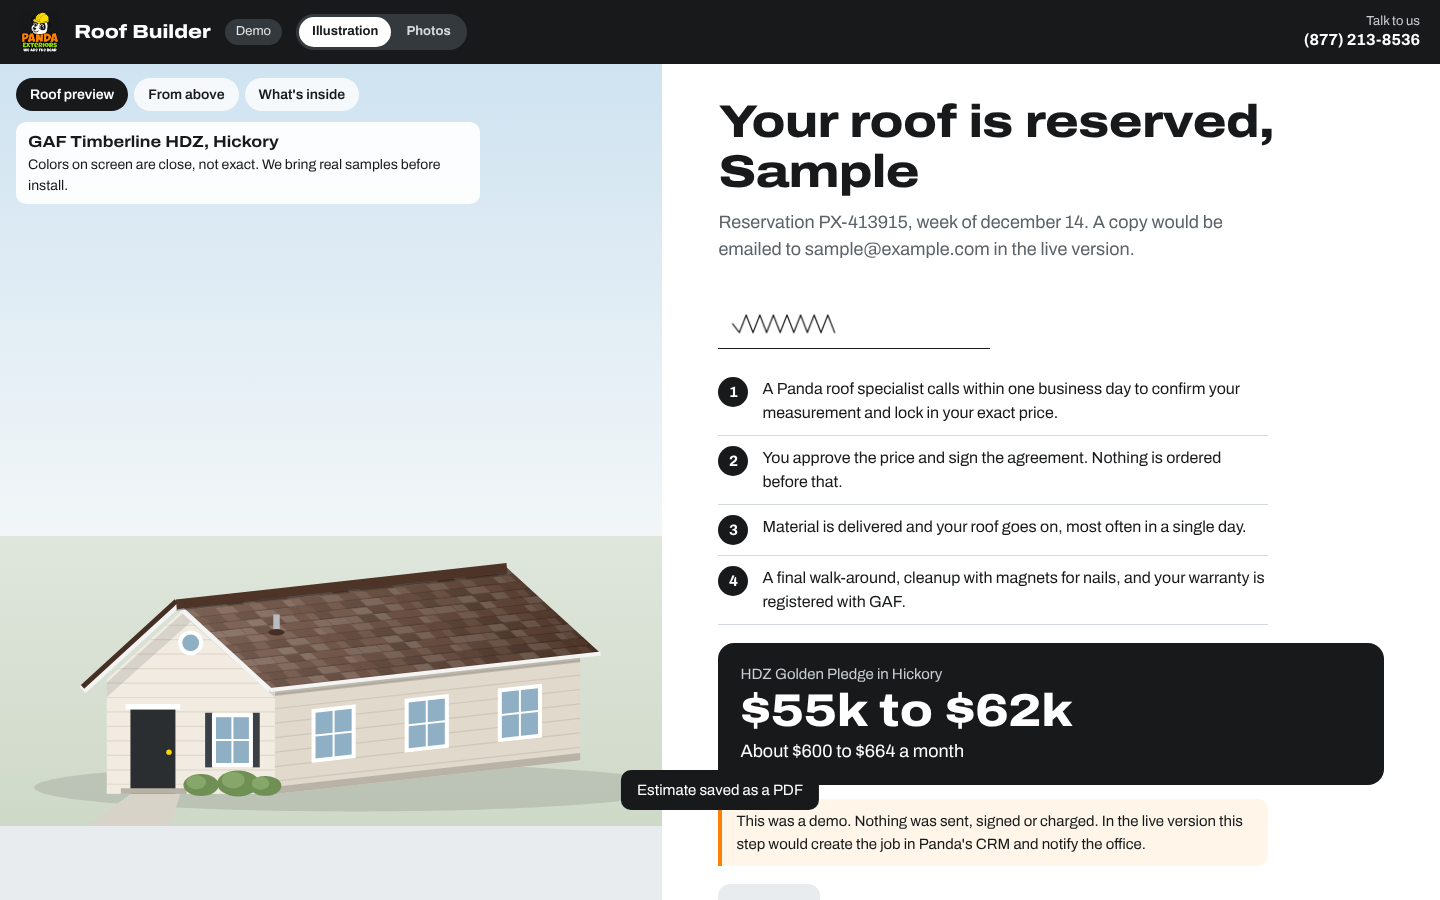 PANDA
EXTERIORS
WE ARE THE BEAR
Roof Builder
Demo
Illustration
Photos
Talk to us
(877) 213-8536
Roof preview
From above
What's inside
GAF Timberline HDZ, Hickory
Colors on screen are close, not exact. We bring real samples before
install.
Your roof is reserved,
Sample
Reservation PX-413915, week of december 14. A copy would be
emailed to sample@example.com in the live version.
1
A Panda roof specialist calls within one business day to confirm your
measurement and lock in your exact price.
2
You approve the price and sign the agreement. Nothing is ordered
before that.
3
Material is delivered and your roof goes on, most often in a single day.
4
A final walk-around, cleanup with magnets for nails, and your warranty is
registered with GAF.
HDZ Golden Pledge in Hickory
$55k to $62k
About $600 to $664 a month
Estimate saved as a PDF
This was a demo. Nothing was sent, signed or charged. In the live version this
step would create the job in Panda's CRM and notify the office.